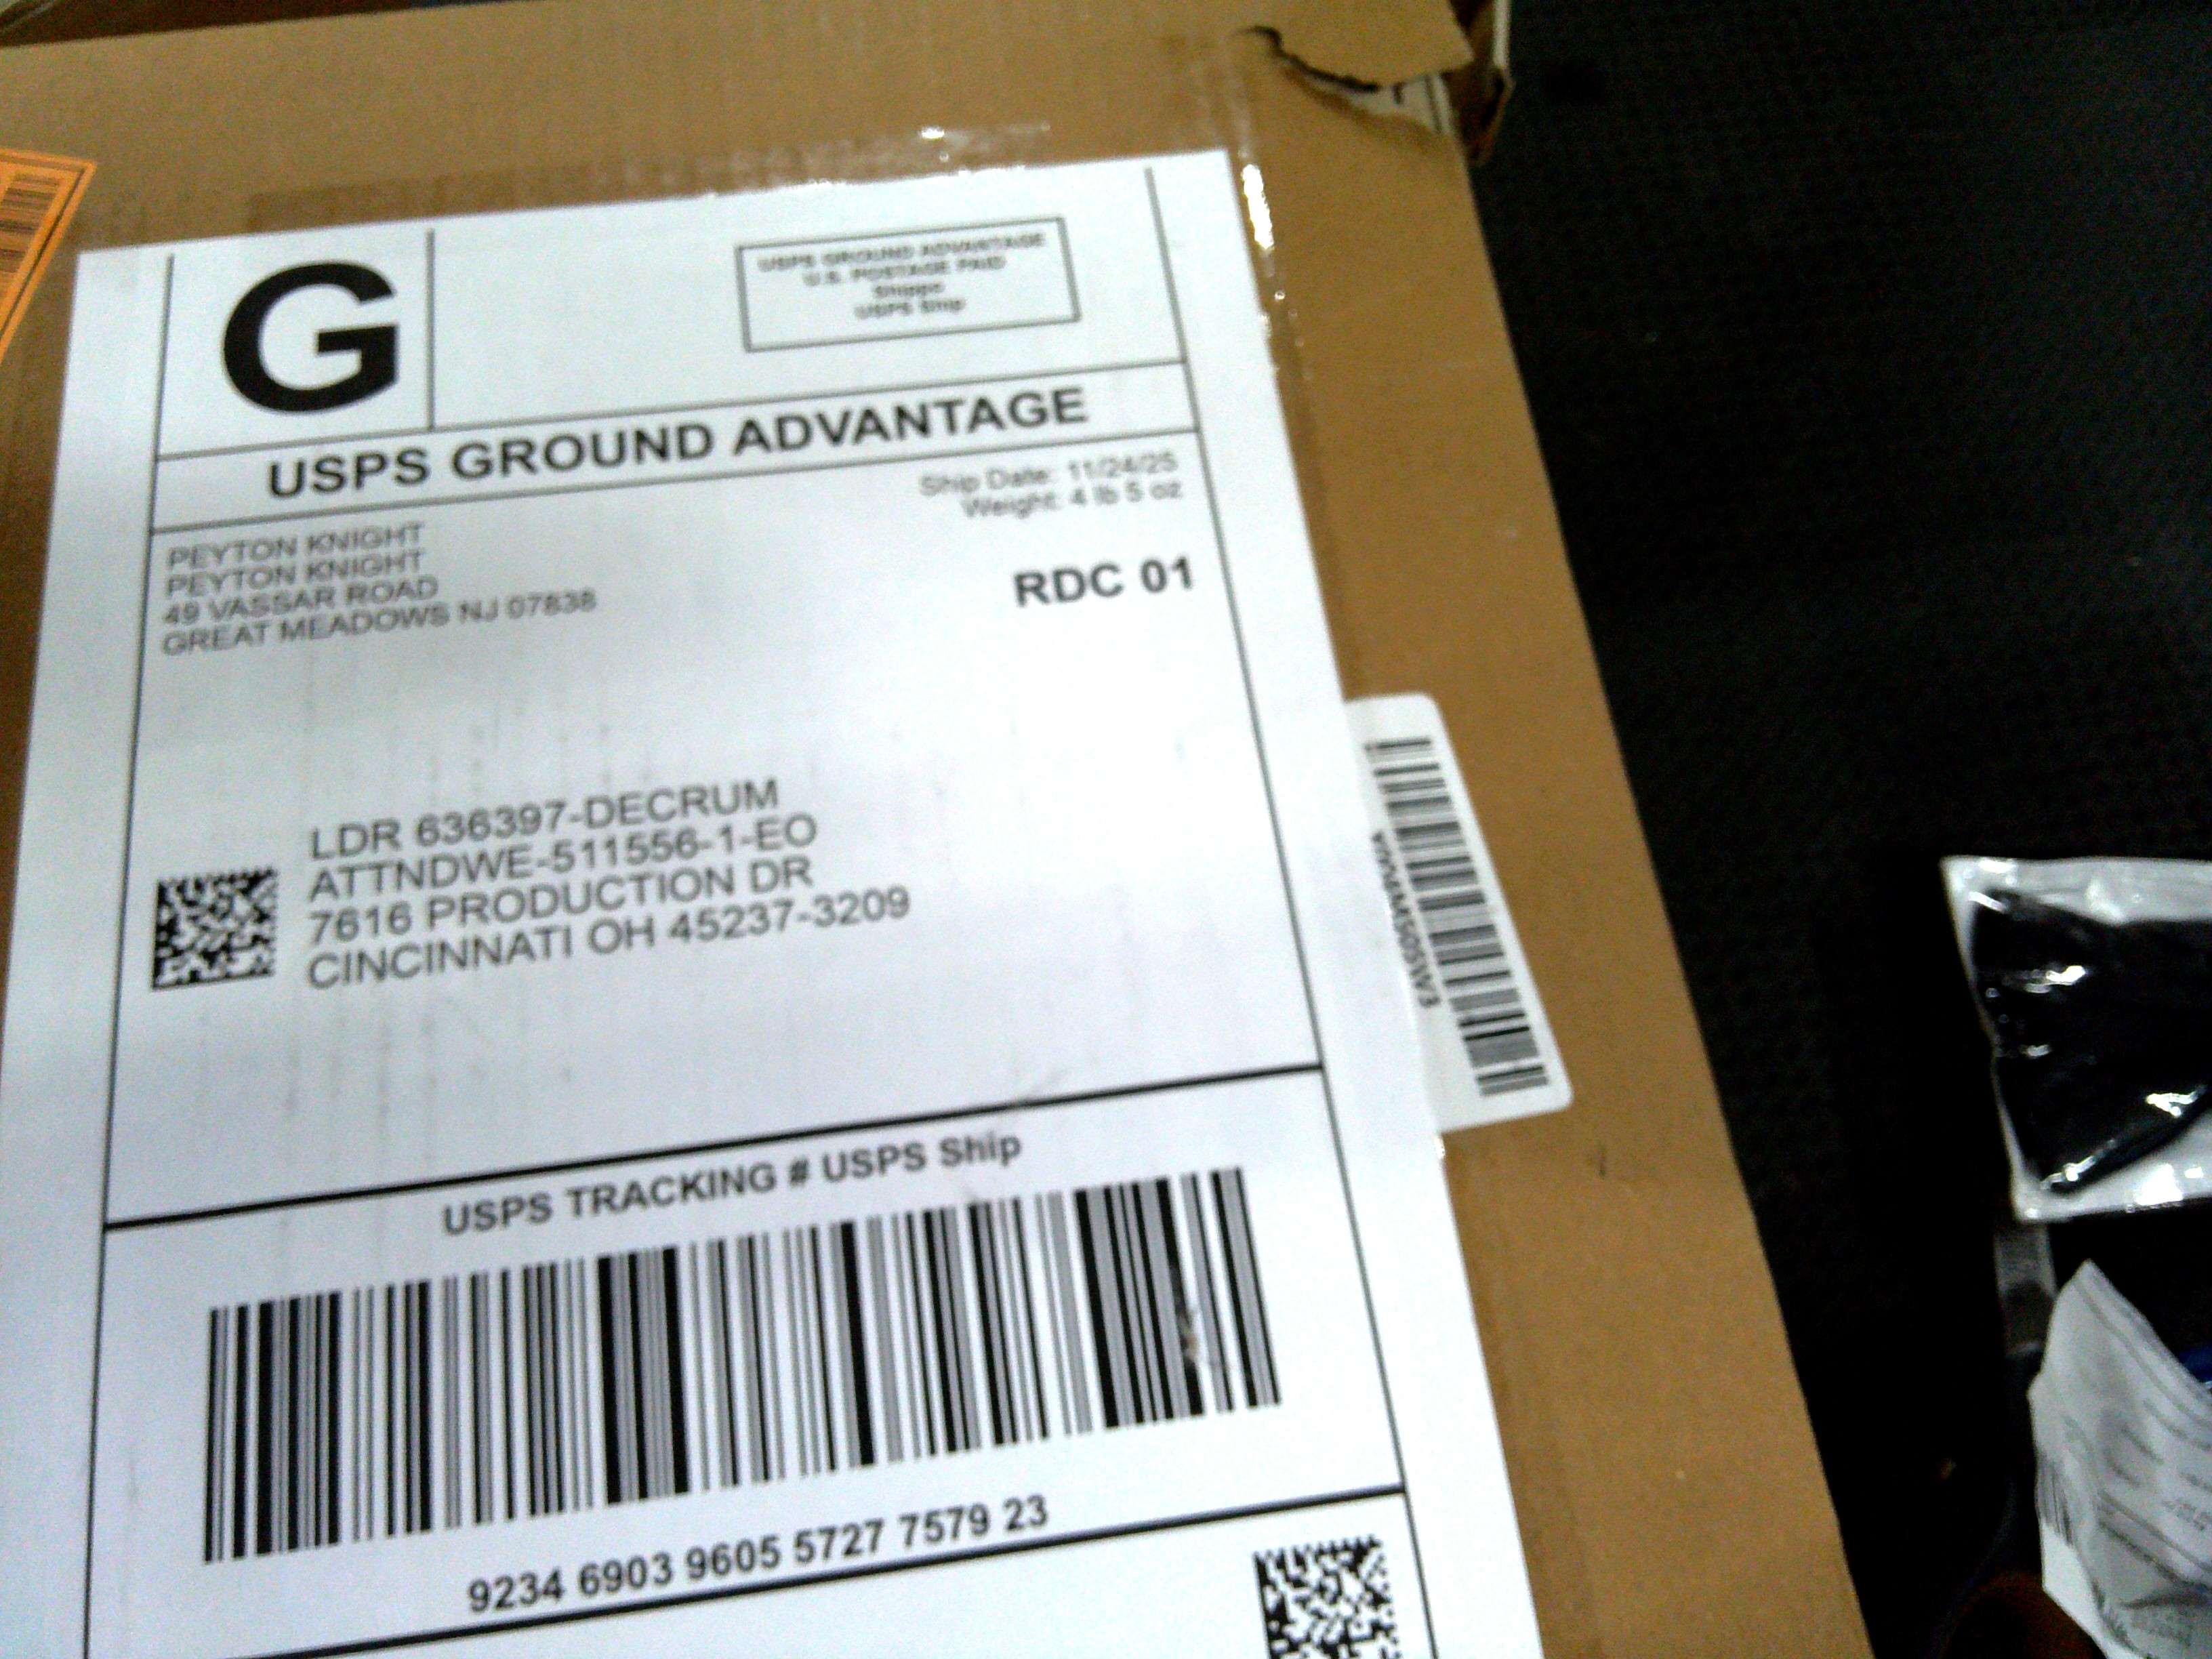 G
USPS GROUND ADVANTAGE
U.S. POSTAGE PAID
Shippo
USPS Ship
USPS GROUND ADVANTAGE
Ship Date: 11/24/25
Weight: 4 lb 5 oz
PEYTON KNIGHT
PEYTON KNIGHT
49 VASSAR ROAD
GREAT MEADOWS NJ 07838
RDC 01
LDR 636397-DECRUM
ATTNDWE-511556-1-EO
7616 PRODUCTION DR
CINCINNATI OH 45237-3209
USPS TRACKING # USPS Ship
9234 6903 9605 5727 7579 23